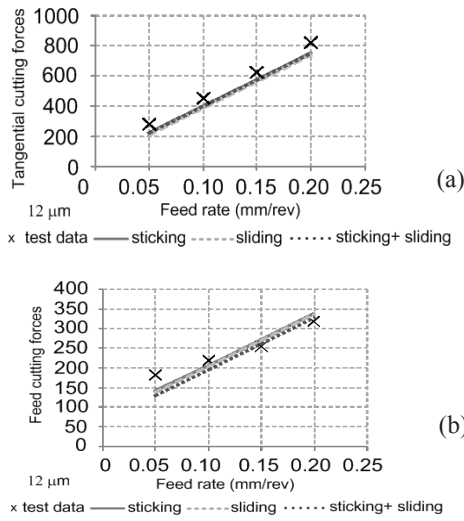 1000
800
600
400
200
0
Tangential cutting forces
0 0.05 0.10 0.15 0.20 0.25
Feed rate (mm/rev)
(a)
12 µm
x test data sticking sliding sticking+ sliding
400
350
300
250
200
150
100
50
0
Feed cutting forces
0.05 0.10 0.15 0.20 0.25
Feed rate (mm/rev)
(b)
12 µm
x test data sticking sliding sticking+ sliding